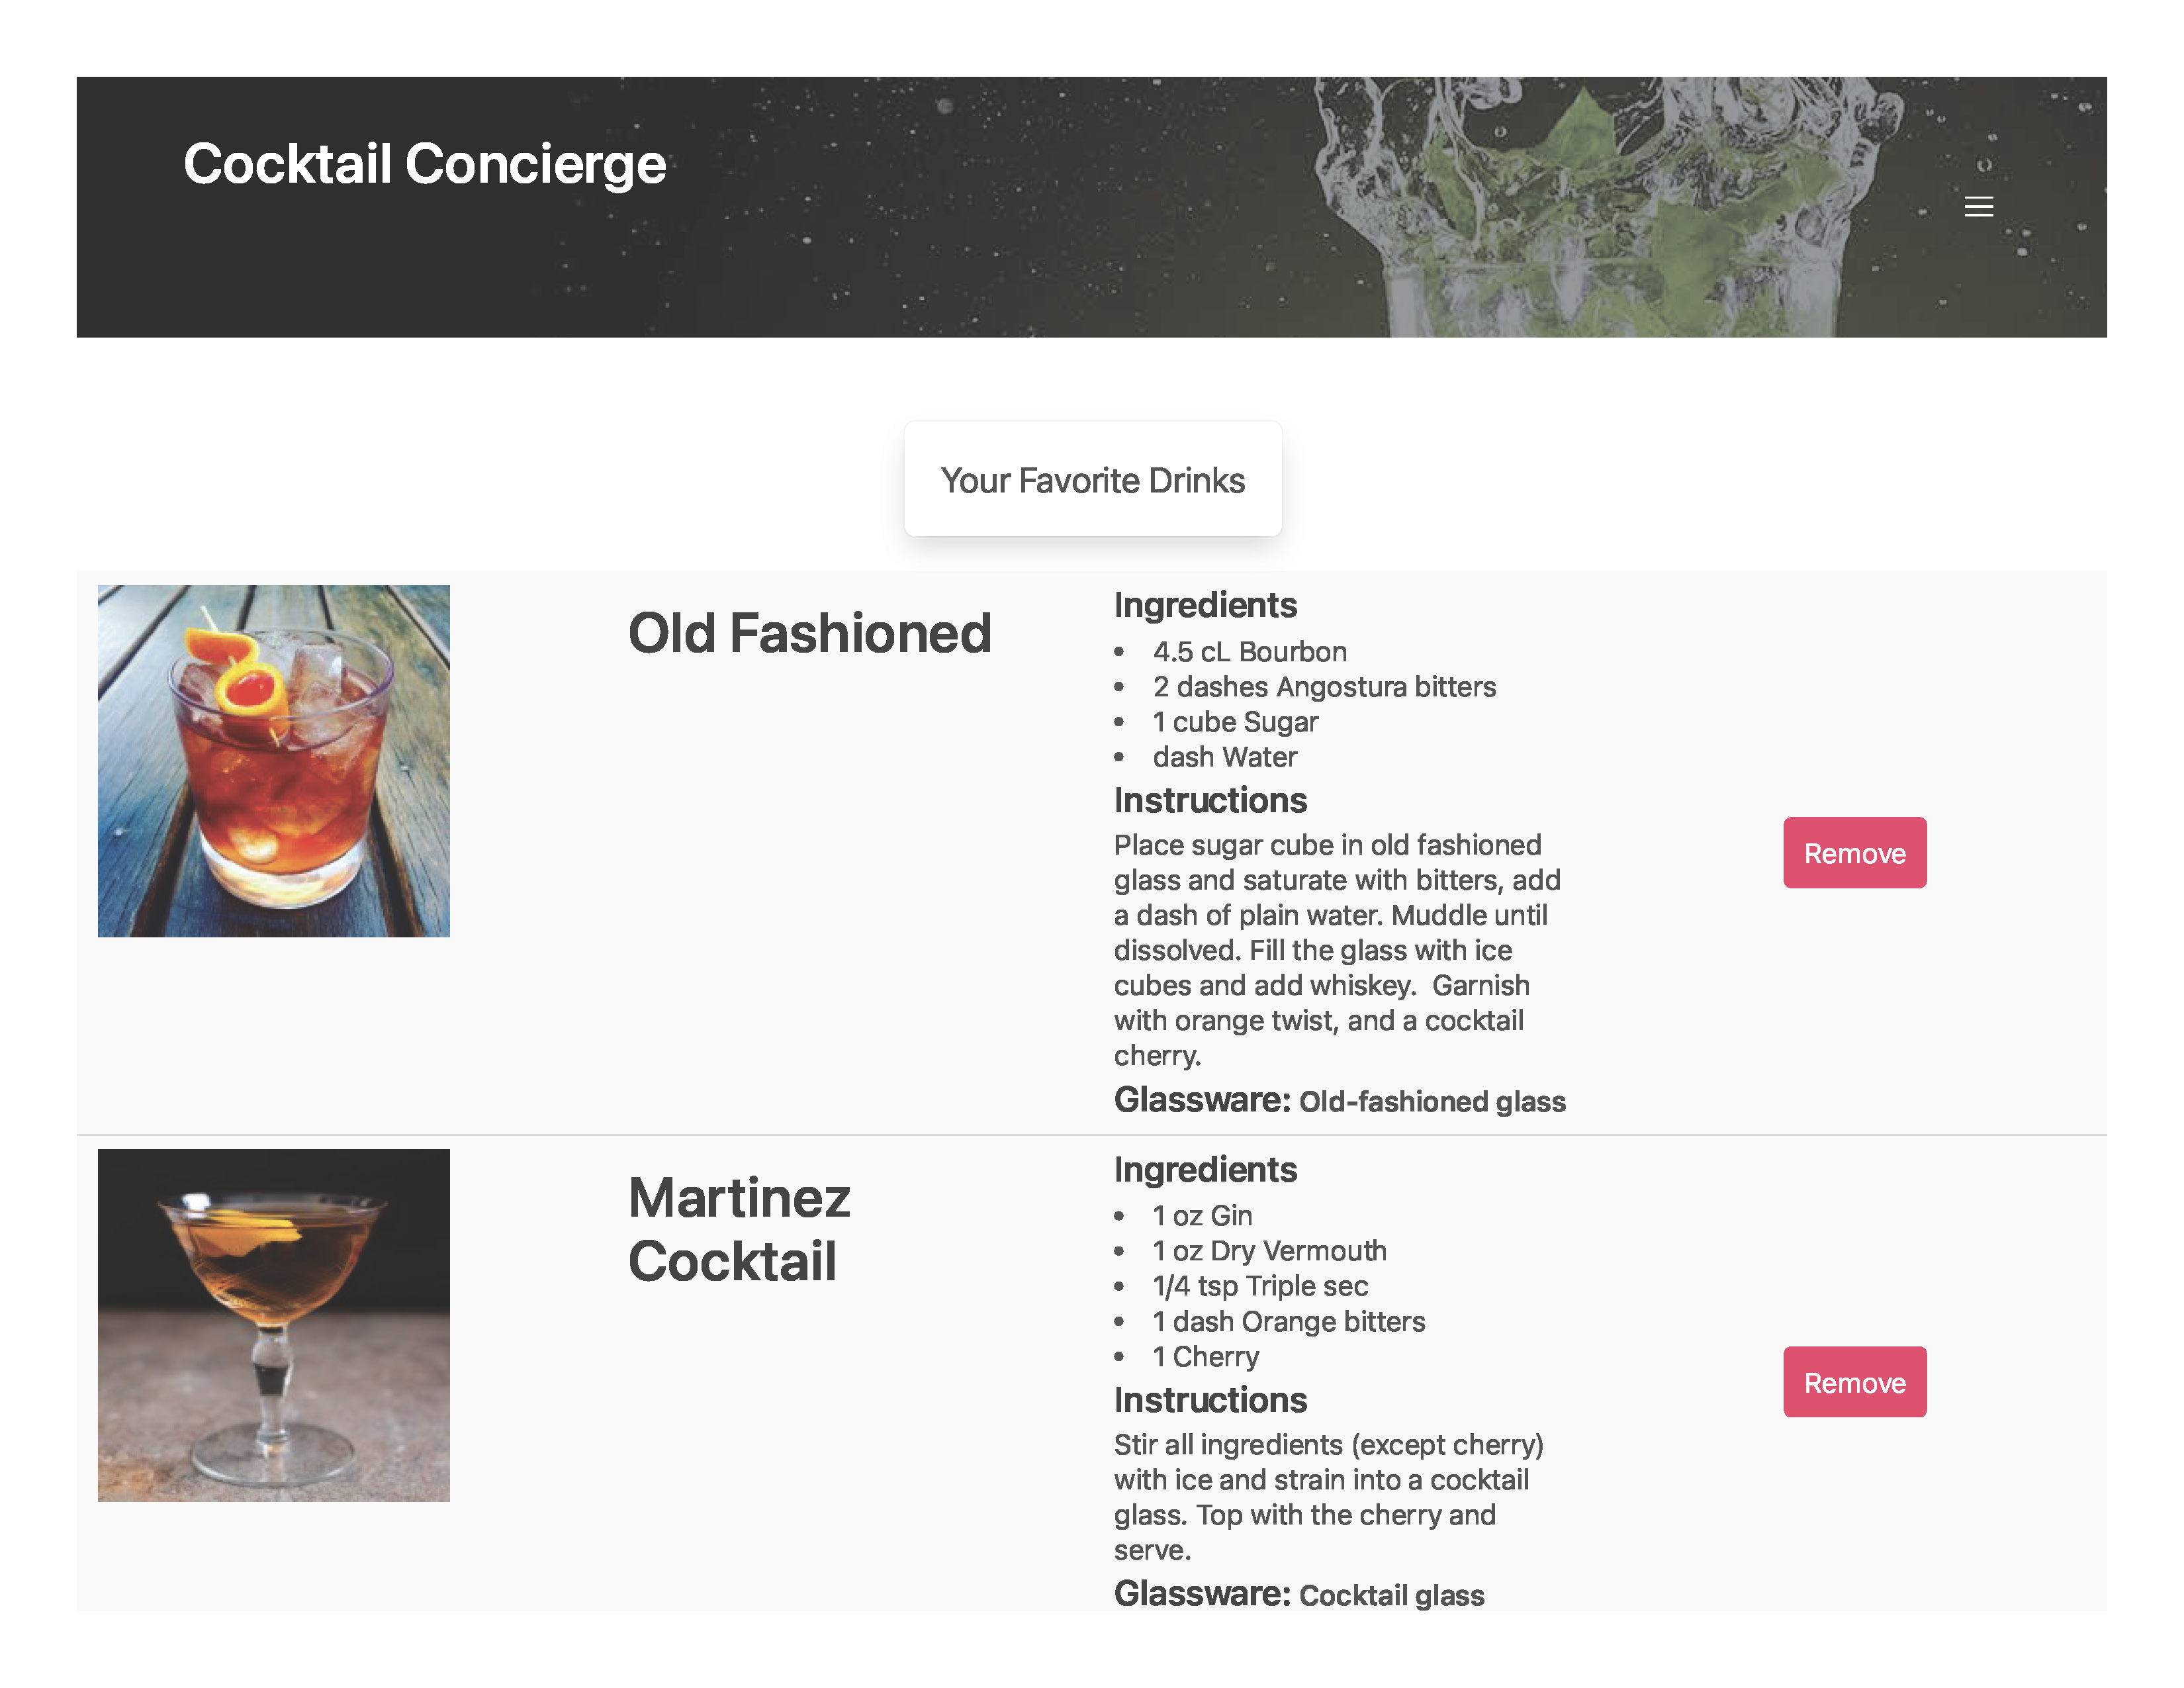 Cocktail Concierge
Your Favorite Drinks
Old Fashioned
Ingredients
• 4.5 cL Bourbon
• 2 dashes Angostura bitters
• 1 cube Sugar
• dash Water
Instructions
Place sugar cube in old fashioned
glass and saturate with bitters, add
a dash of plain water. Muddle until
dissolved. Fill the glass with ice
cubes and add whiskey.  Garnish
with orange twist, and a cocktail
cherry.
Glassware: Old-fashioned glass
Remove
Martinez
Cocktail
Ingredients
• 1 oz Gin
• 1 oz Dry Vermouth
• 1/4 tsp Triple sec
• 1 dash Orange bitters
• 1 Cherry
Instructions
Stir all ingredients (except cherry)
with ice and strain into a cocktail
glass. Top with the cherry and
serve.
Glassware: Cocktail glass
Remove